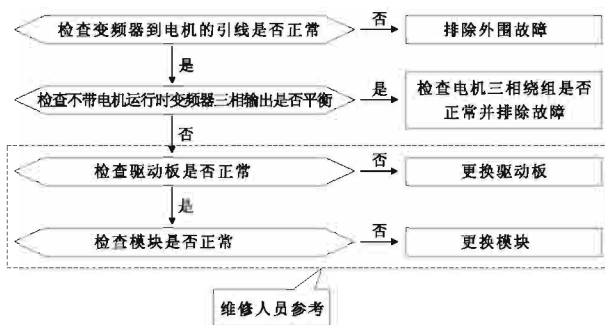 检查变频器到电机的引线是否正常
否
排除外围故障
是
检查不带电机运行时变频器三相输出是否平衡
是
检查电机三相绕组是否
正常并排除故障
否
检查驱动板是否正常
否
更换驱动板
是
检查模块是否正常
否
更换模块
维修人员参考